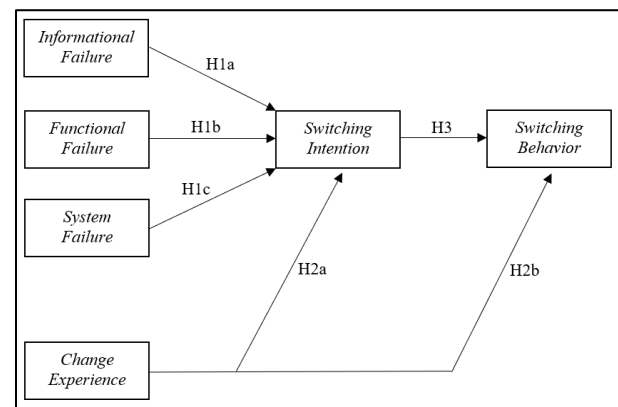 Informational
Failure
H1a
Functional
Failure
H1b
Switching
Intention
H3
Switching
Behavior
H1c
System
Failure
H2a
H2b
Change
Experience